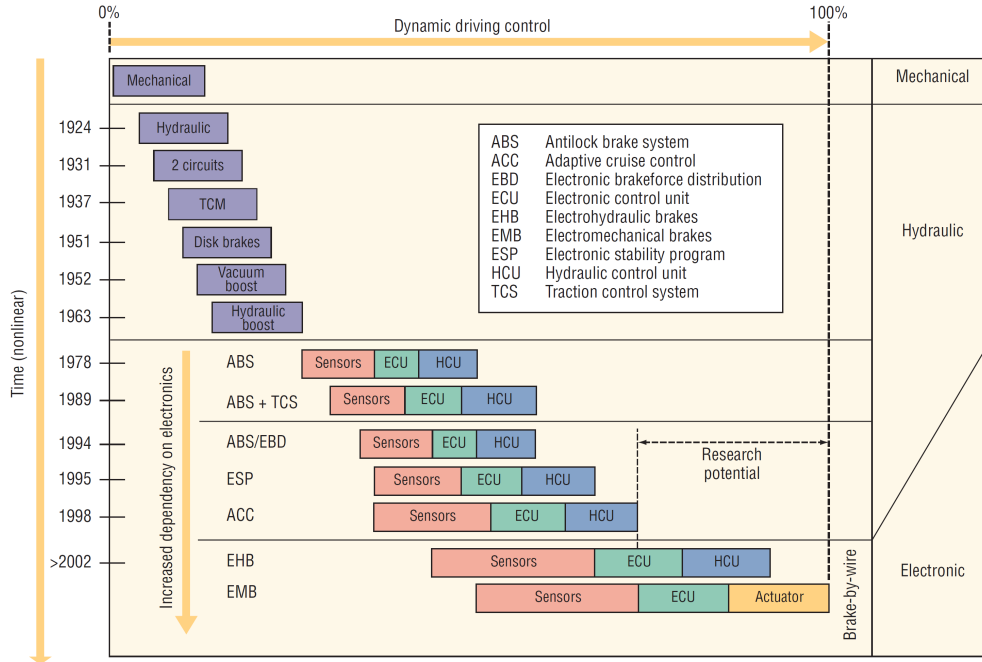 0%
100%
Dynamic driving control
Mechanical
Mechanical
1924
Hydraulic
1931
2 circuits
1937
TCM
1951
Disk brakes
1952
Vacuum
boost
1963
Hydraulic
boost
Hydraulic
ABS Antilock brake system
ACC Adaptive cruise control
EBD Electronic brakeforce distribution
ECU Electronic control unit
EHB Electrohydraulic brakes
EMB Electromechanical brakes
ESP Electronic stability program
HCU Hydraulic control unit
TCS Traction control system
Time (nonlinear)
Increased dependency on electronics
1978 ABS Sensors ECU HCU
1989 ABS + TCS Sensors ECU HCU
1994 ABS/EBD Sensors ECU HCU
Research
potential
1995 ESP Sensors ECU HCU
1998 ACC Sensors ECU HCU
>2002 EHB Sensors ECU HCU
EMB Sensors ECU Actuator
Brake-by-wire
Electronic